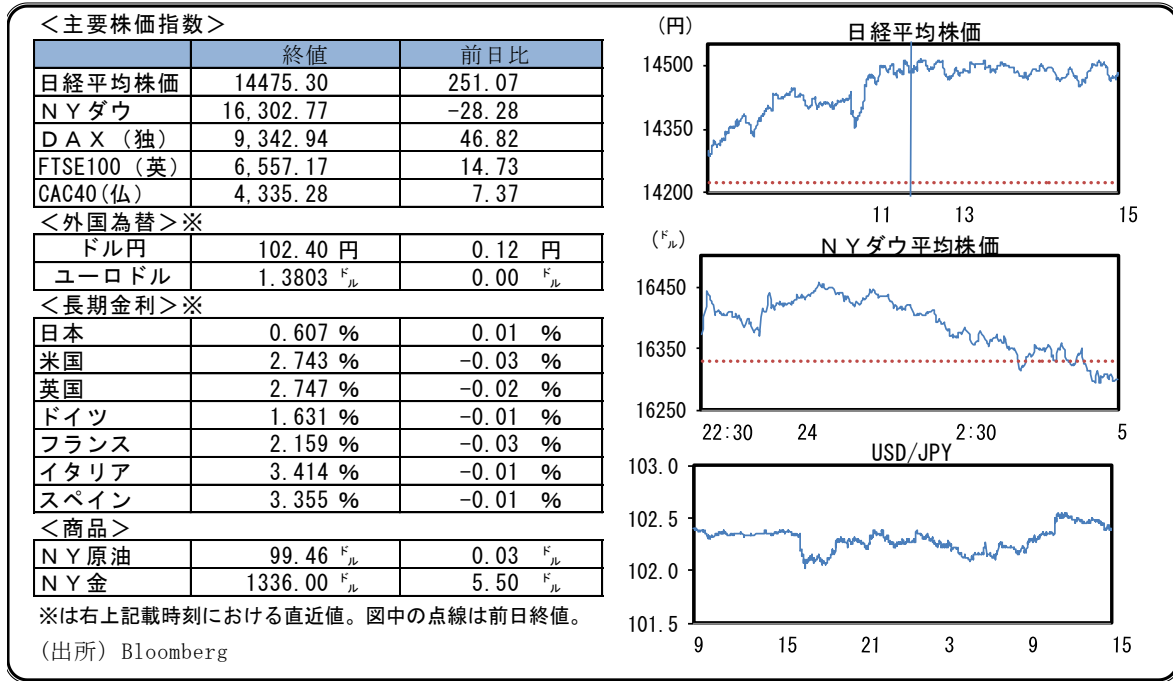 ＜主要株価指数＞
終値 前日比
日経平均株価 14475.30 251.07
ＮＹダウ 16,302.77 -28.28
ＤＡＸ（独） 9,342.94 46.82
FTSE100（英） 6,557.17 14.73
CAC40(仏) 4,335.28 7.37
＜外国為替＞※
ドル円 102.40 円 0.12 円
ユーロドル 1.3803 ㌦ 0.00 ㌦
＜長期金利＞※
日本 0.607 % 0.01 %
米国 2.743 % -0.03 %
英国 2.747 % -0.02 %
ドイツ 1.631 % -0.01 %
フランス 2.159 % -0.03 %
イタリア 3.414 % -0.01 %
スペイン 3.355 % -0.01 %
＜商品＞
ＮＹ原油 99.46 ㌦ 0.03 ㌦
ＮＹ金 1336.00 ㌦ 5.50 ㌦
※は右上記載時刻における直近値。図中の点線は前日終値。
(出所) Bloomberg
(円)
日経平均株価
14500
14350
14200
11 13 15
(㌦)
ＮＹダウ平均株価
16450
16350
16250
22:30 24 2:30 5
USD/JPY
103.0
102.5
102.0
101.5
9 15 21 3 9 15